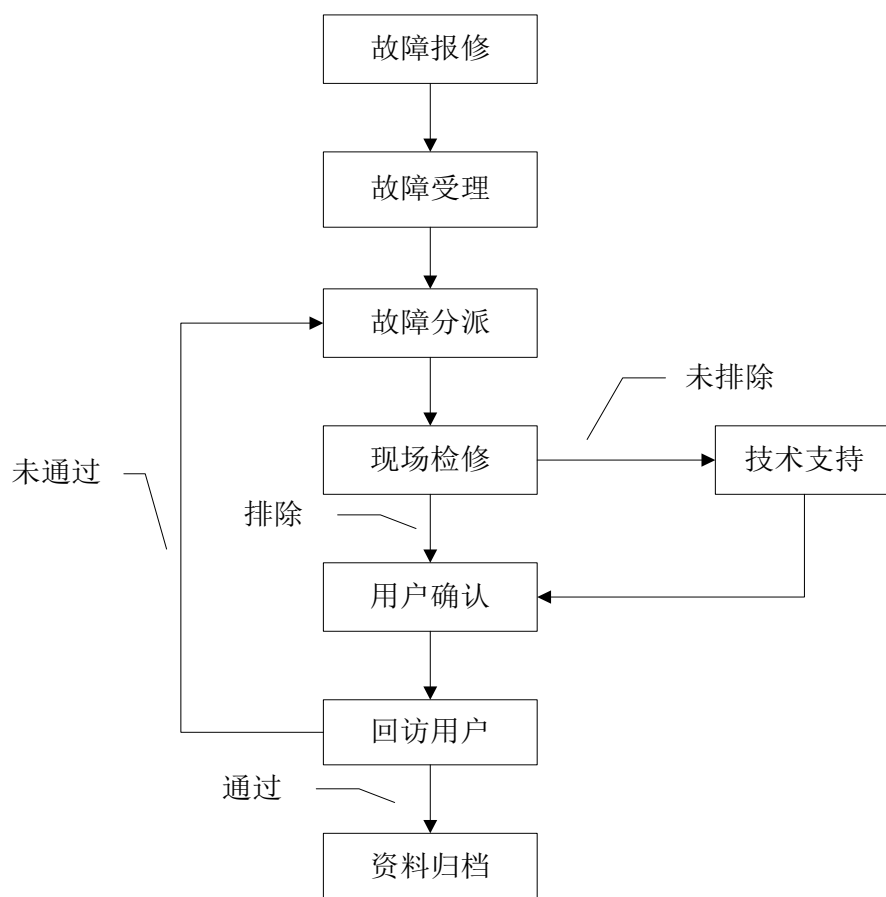 故障报修
故障受理
故障分派
未排除
现场检修
技术支持
未通过
排除
用户确认
回访用户
通过
资料归档